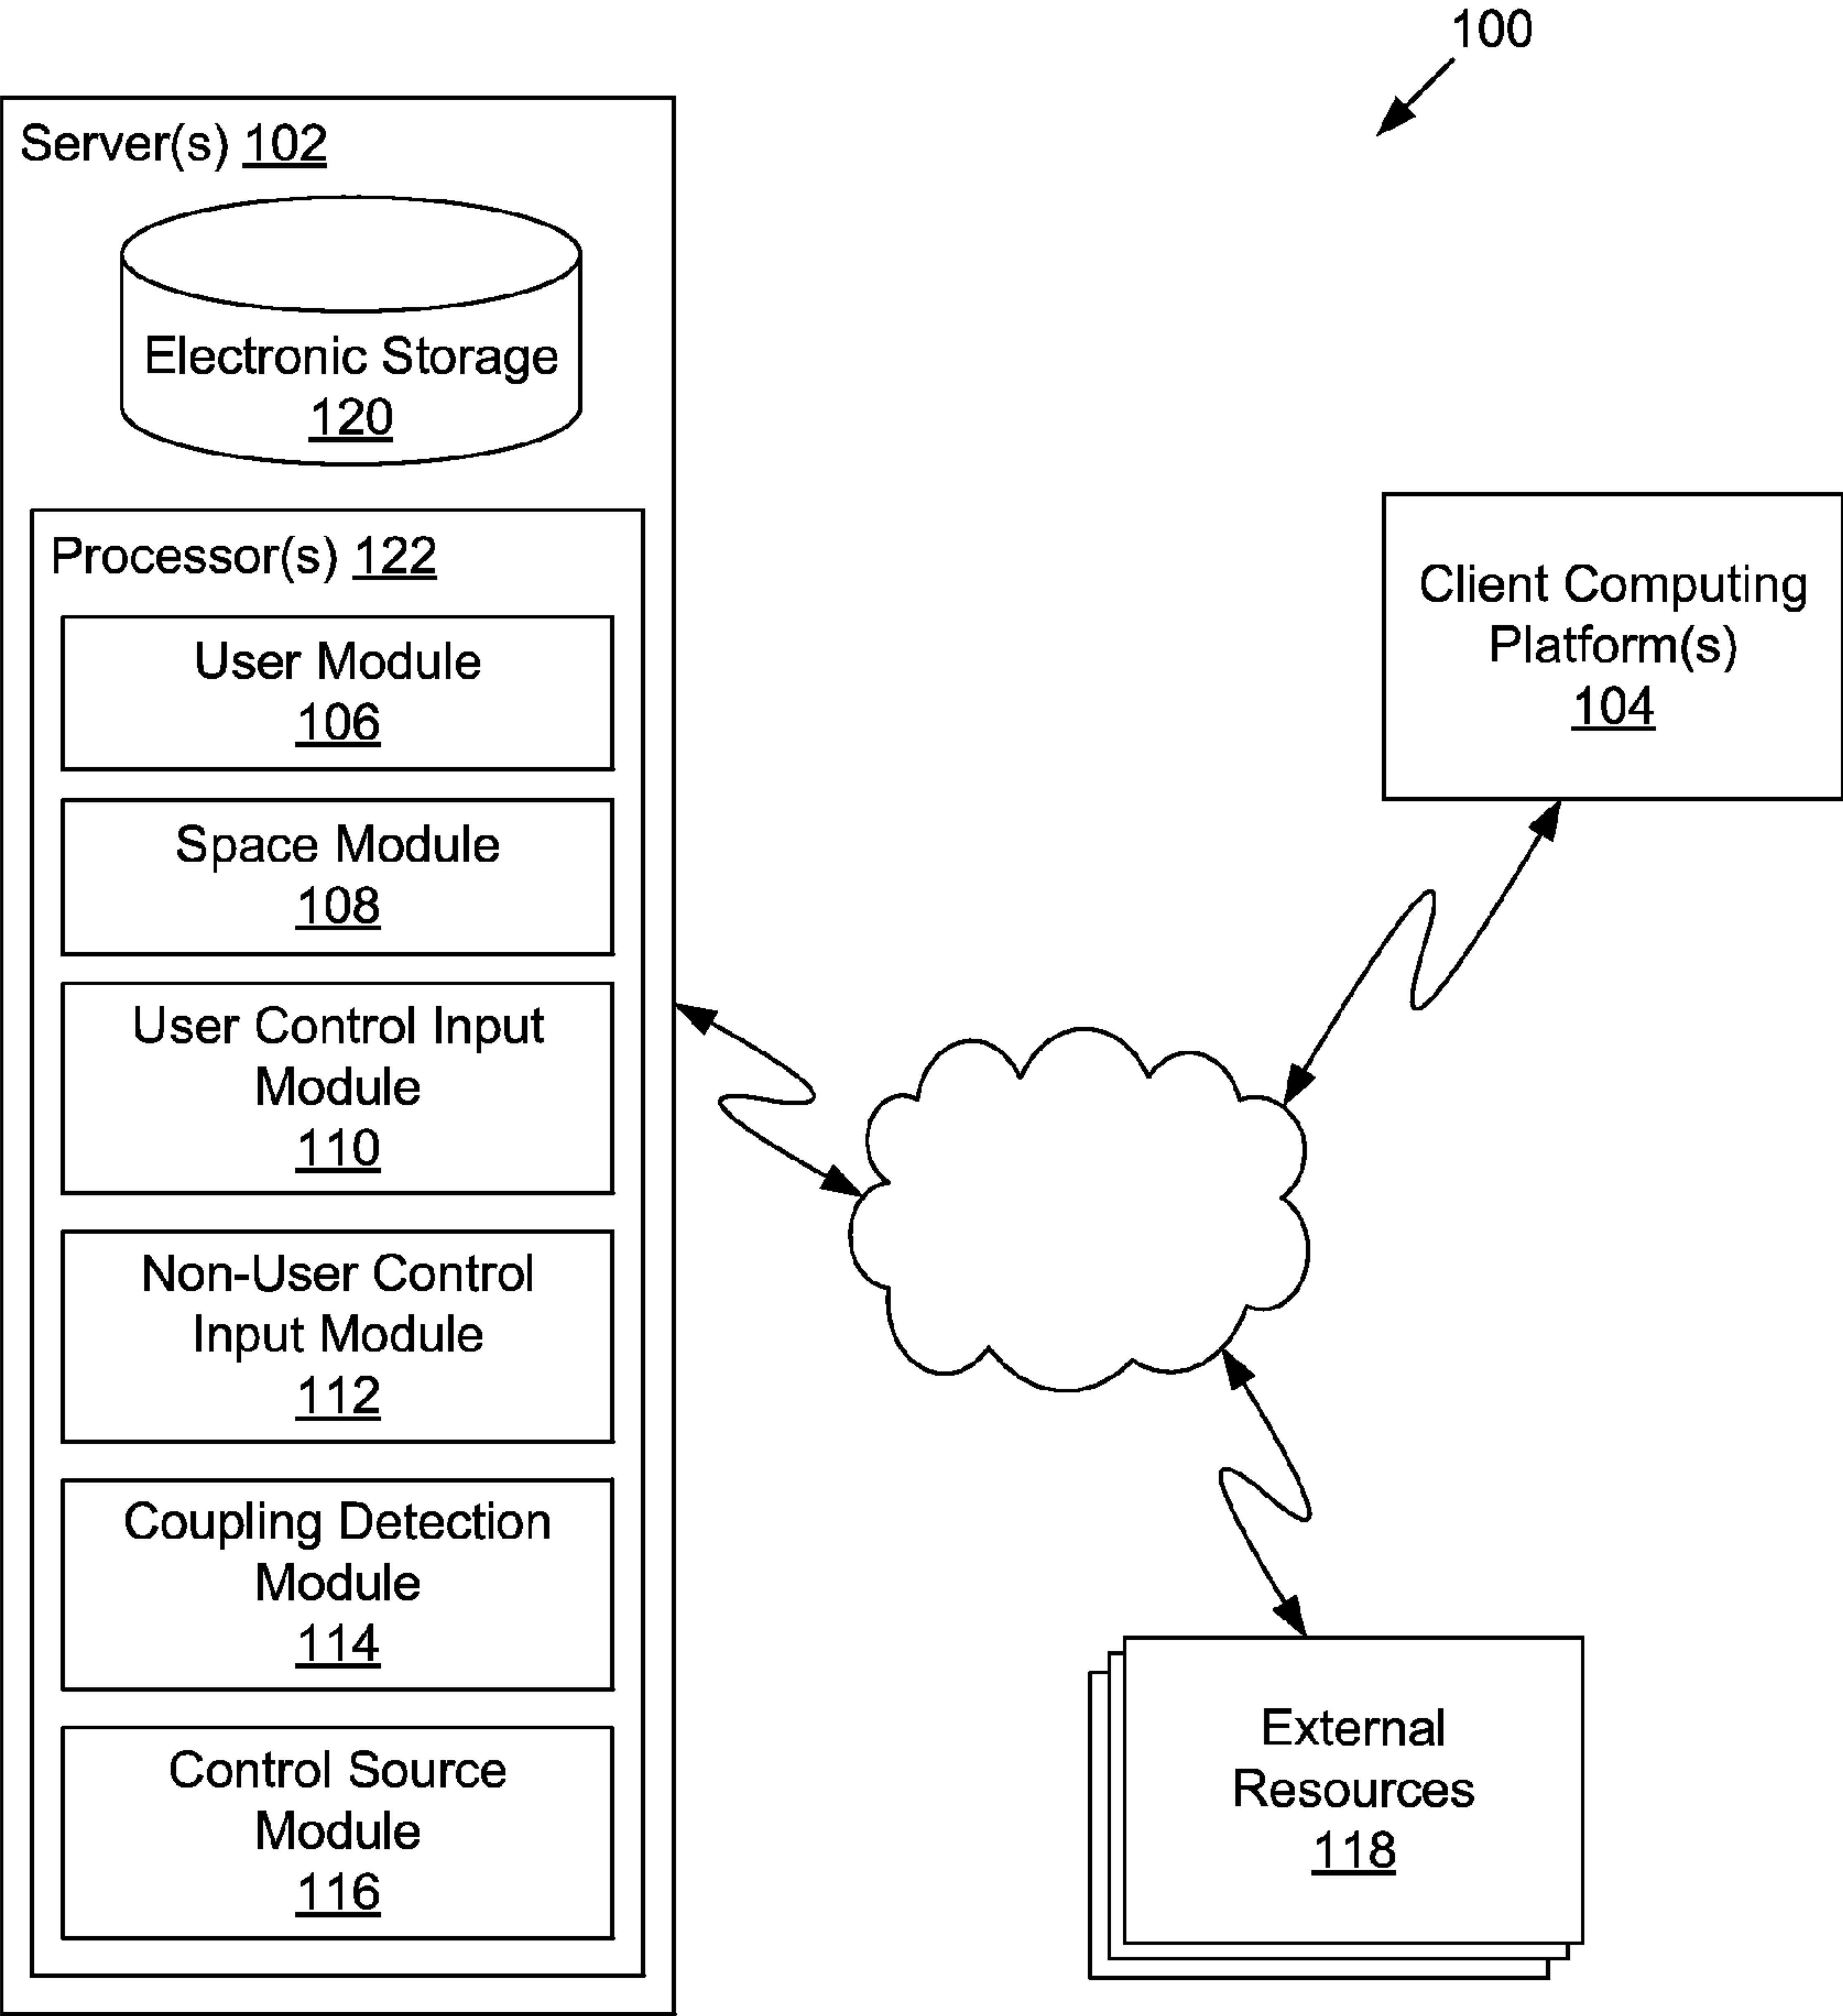 100
Server(s) 102
Electronic Storage
120
Processor(s) 122
User Module
106
Space Module
108
User Control Input
Module
110
Non-User Control
Input Module
112
Coupling Detection
Module
114
Control Source
Module
116
Client Computing
Platform(s)
104
External
Resources
118